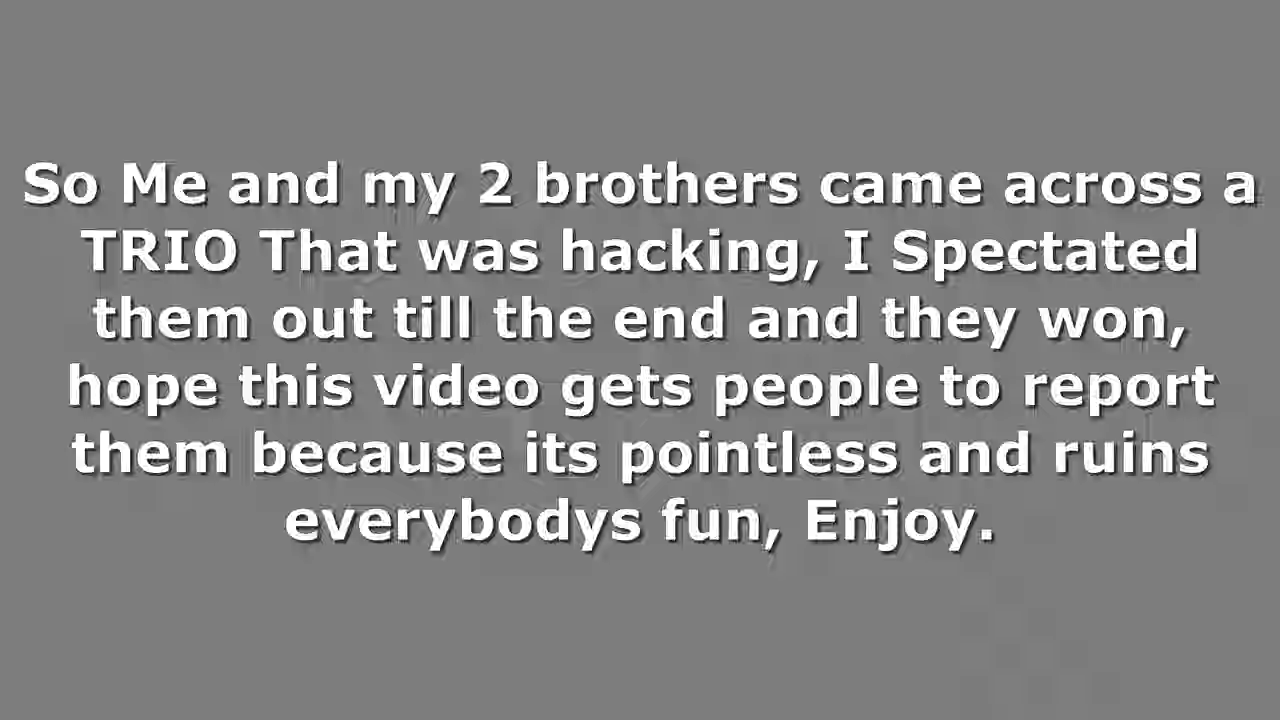 So Me and my 2 brothers came across a
TRIO That was hacking, I Spectated
them out till the end and they won,
hope this video gets people to report
them because its pointless and ruins
everybodys fun, Enjoy.